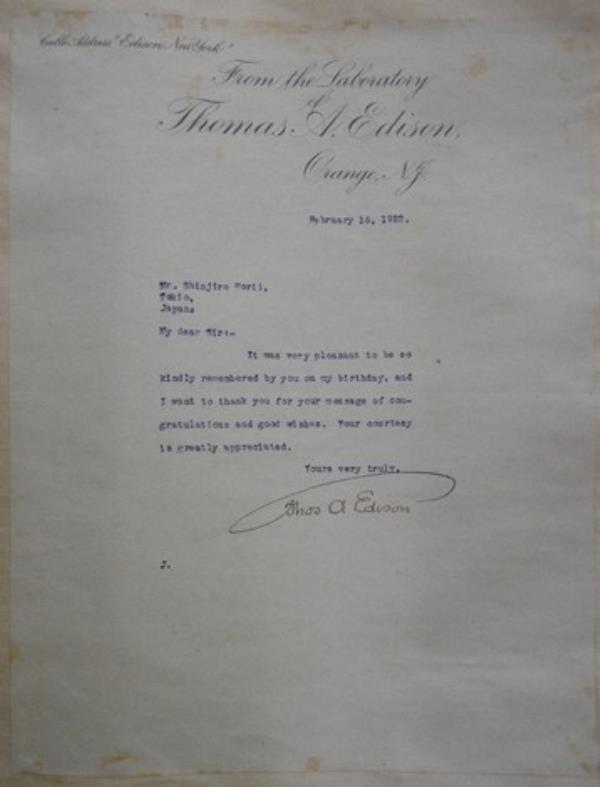 Cable Address "Edison, New York."
From the Laboratory
of
Thomas A. Edison,
Orange, N.J.
February 16, 1922.
Mr. Shinjiro Horii,
Tokio,
Japan.
My dear Sir:-
It was very pleasant to be so
kindly remembered by you on my birthday, and
I want to thank you for your message of con-
gratulations and good wishes. Your courtesy
is greatly appreciated.
Yours very truly,
Thos A Edison
J.